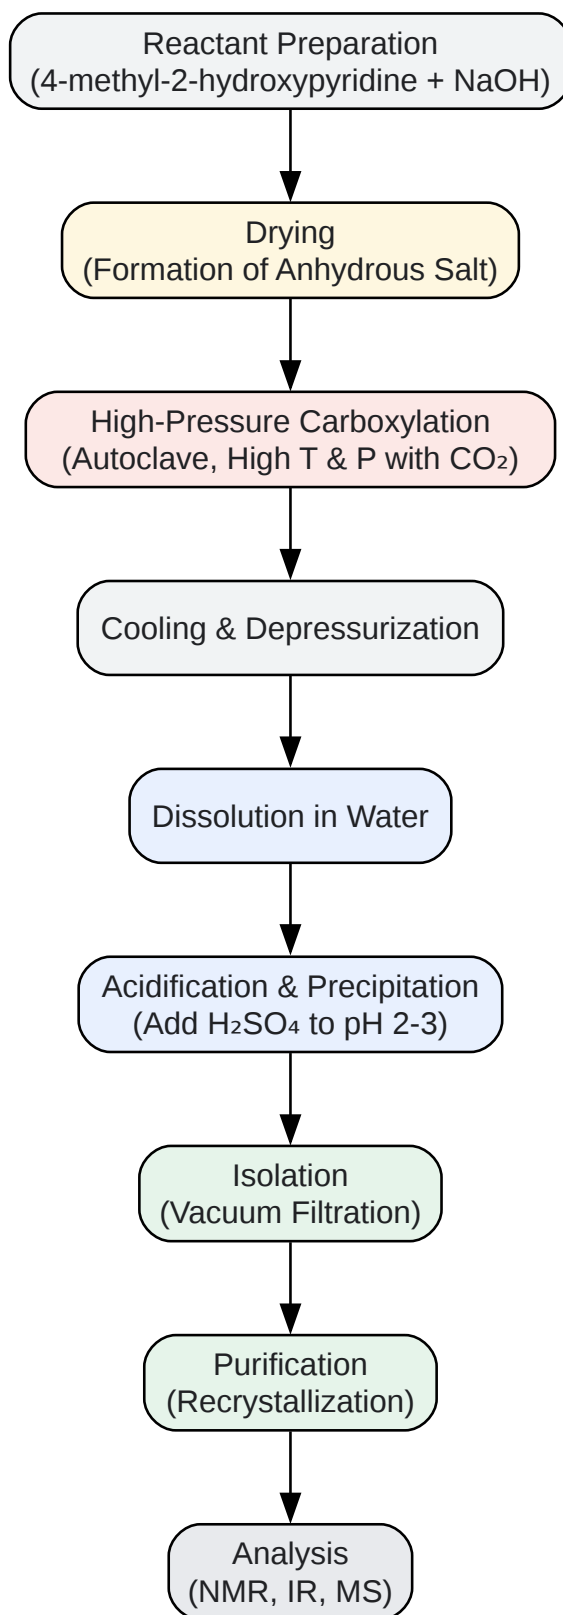 Reactant Preparation
(4-methyl-2-hydroxypyridine + NaOH)
Drying
(Formation of Anhydrous Salt)
High-Pressure Carboxylation
(Autoclave, High T & P with CO₂)
Cooling & Depressurization
Dissolution in Water
Acidification & Precipitation
(Add H₂SO₄ to pH 2-3)
Isolation
(Vacuum Filtration)
Purification
(Recrystallization)
Analysis
(NMR, IR, MS)